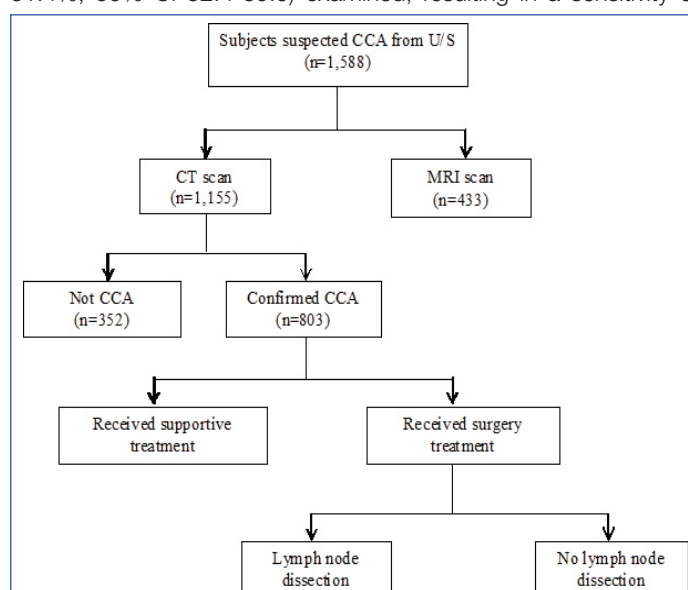 Subjects suspected CCA from U/S
(n=1,588)
CT scan
(n=1,155)
MRI scan
(n=433)
Not CCA
(n=352)
Confirmed CCA
(n=803)
Received supportive
treatment
Received surgery
treatment
Lymph node
dissection
No lymph node
dissection